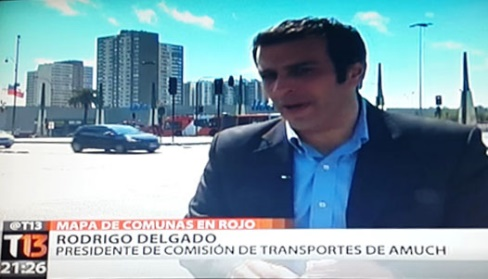 @T13
MAPA DE COMUNAS EN ROJO
T13
RODRIGO DELGADO
PRESIDENTE DE COMISIÓN DE TRANSPORTES DE AMUCH
21:26